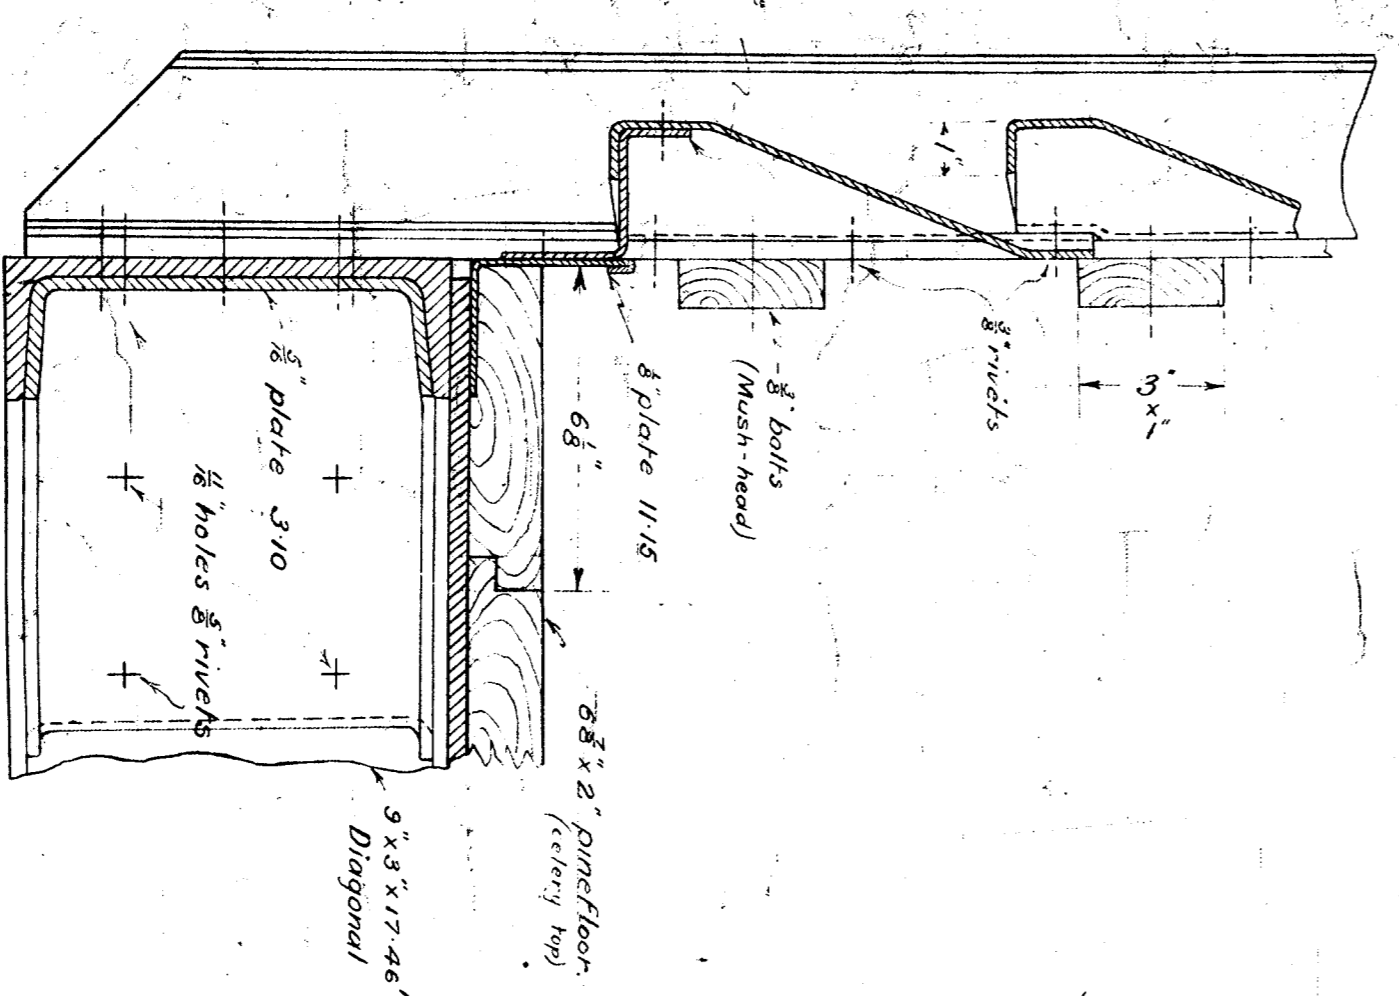 1"
3"
x
1"
3/8" rivets
3/8" bolts
(Mush-head)
1/8" plate 11·15
6 1/8"
5/16" plate 3·10
11/16" holes 5/8" rivets
6 7/8" x 2" pine floor.
(celery top)
9" x 3" x 17·46
Diagonal